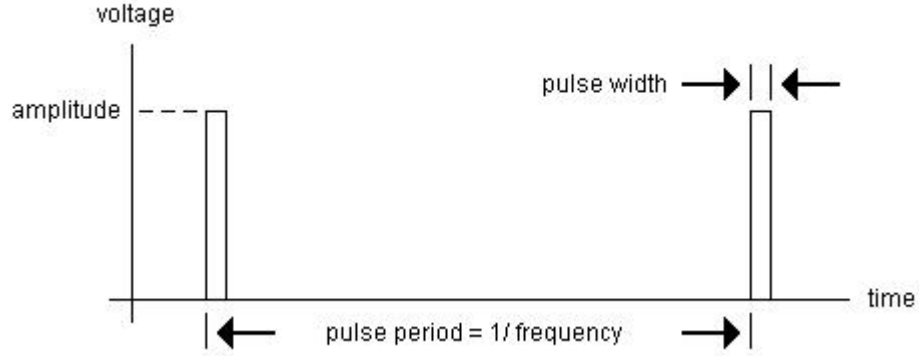 voltage
pulse width
amplitude
time
pulse period = 1/ frequency